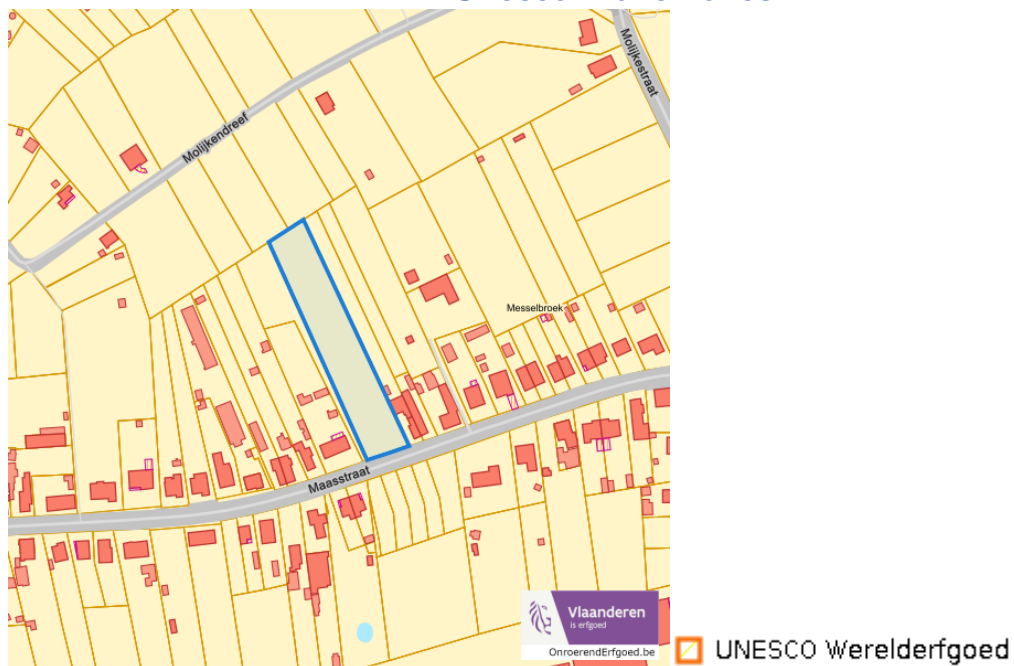 Molijkestraat
Molijkendreef
Messelbroek
Maasstraat
Vlaanderen
is erfgoed
OnroerendErfgoed.be
UNESCO Werelderfgoed